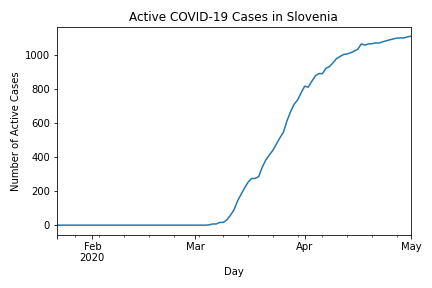 Active COVID-19 Cases in Slovenia
Number of Active Cases
1000
800
600
400
200
0
Feb
2020
Mar
Apr
May
Day